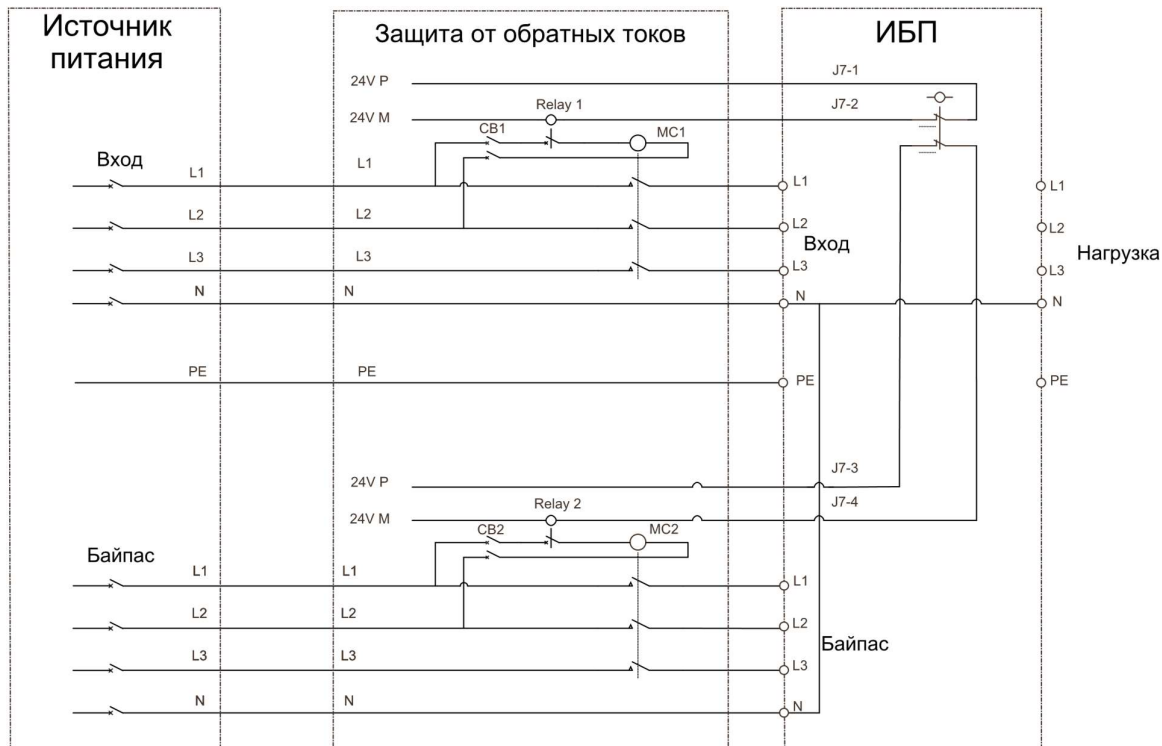 Источник
питания
Защита от обратных токов
ИБП
24V P
J7-1
24V M
Relay 1
J7-2
CB1
MC1
Вход
L1
L1
L1
L1
L2
L2
L2
L2
Вход
Нагрузка
L3
L3
L3
L3
N
N
N
N
PE
PE
PE
PE
24V P
J7-3
24V M
Relay 2
J7-4
CB2
MC2
Байпас
L1
L1
L1
L2
L2
L2
Байпас
L3
L3
L3
N
N
N